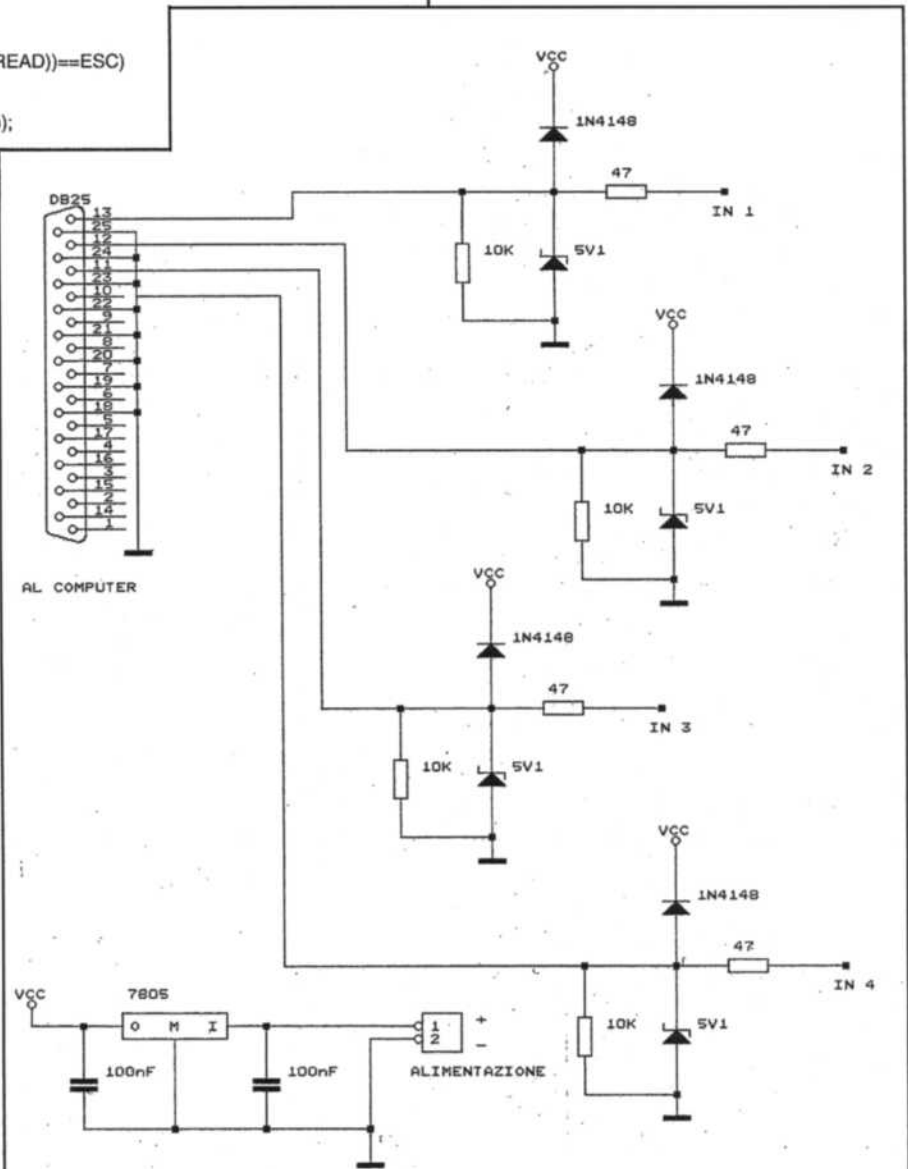 READ))==ESC)
);
VCC
1N4148
47
IN 1
10K
5V1
DB25
13
25
12
24
11
23
10
22
9
21
8
20
7
19
6
18
5
17
4
16
3
15
2
14
1
AL COMPUTER
VCC
1N4148
47
IN 2
10K
5V1
VCC
1N4148
47
IN 3
10K
5V1
VCC
1N4148
47
IN 4
10K
5V1
VCC
7805
O M I
100nF
100nF
1
2
+
−
ALIMENTAZIONE